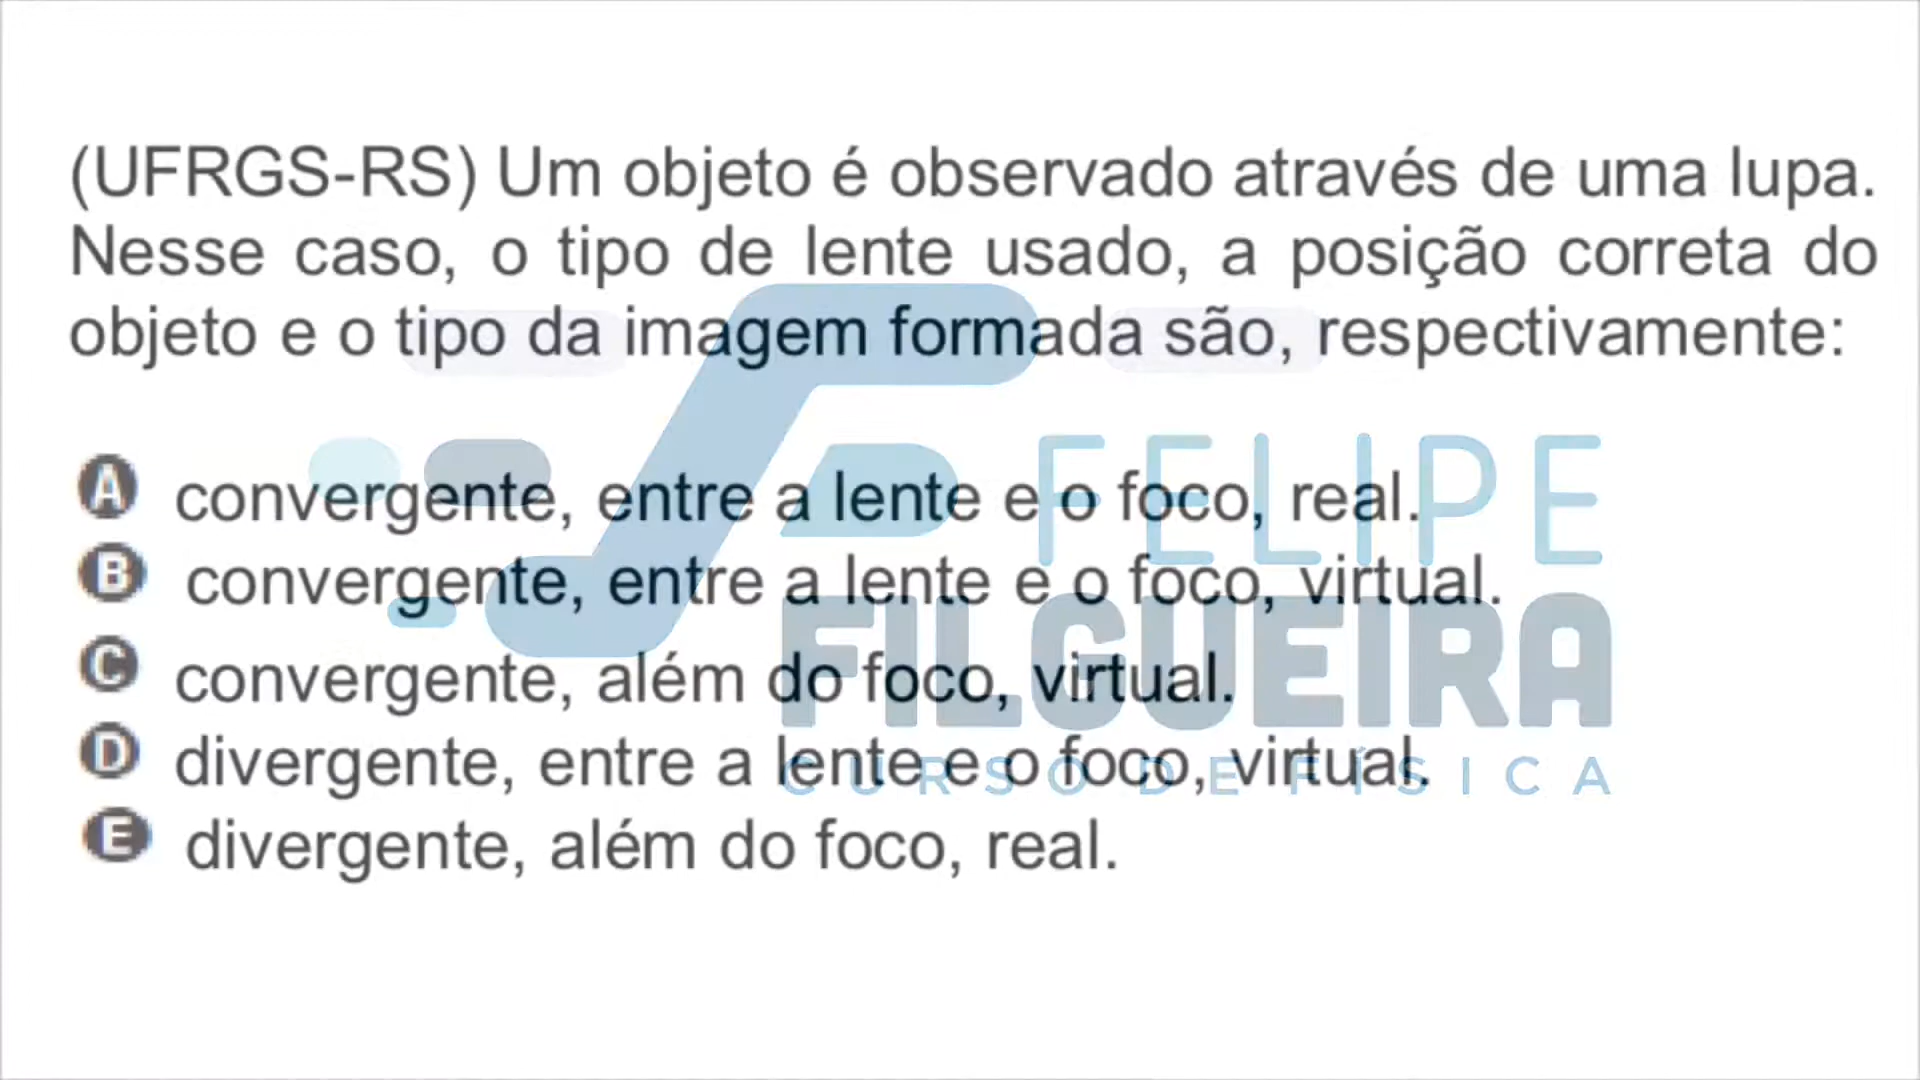 (UFRGS-RS) Um objeto é observado através de uma lupa.
Nesse caso, o tipo de lente usado, a posição correta do
objeto e o tipo da imagem formada são, respectivamente:
A convergente, entre a lente e o foco, real.
B convergente, entre a lente e o foco, virtual.
C convergente, além do foco, virtual.
D divergente, entre a lente e o foco, virtual.
E divergente, além do foco, real.
FELIPE
FILGUEIRA
CURSO DE FÍSICA